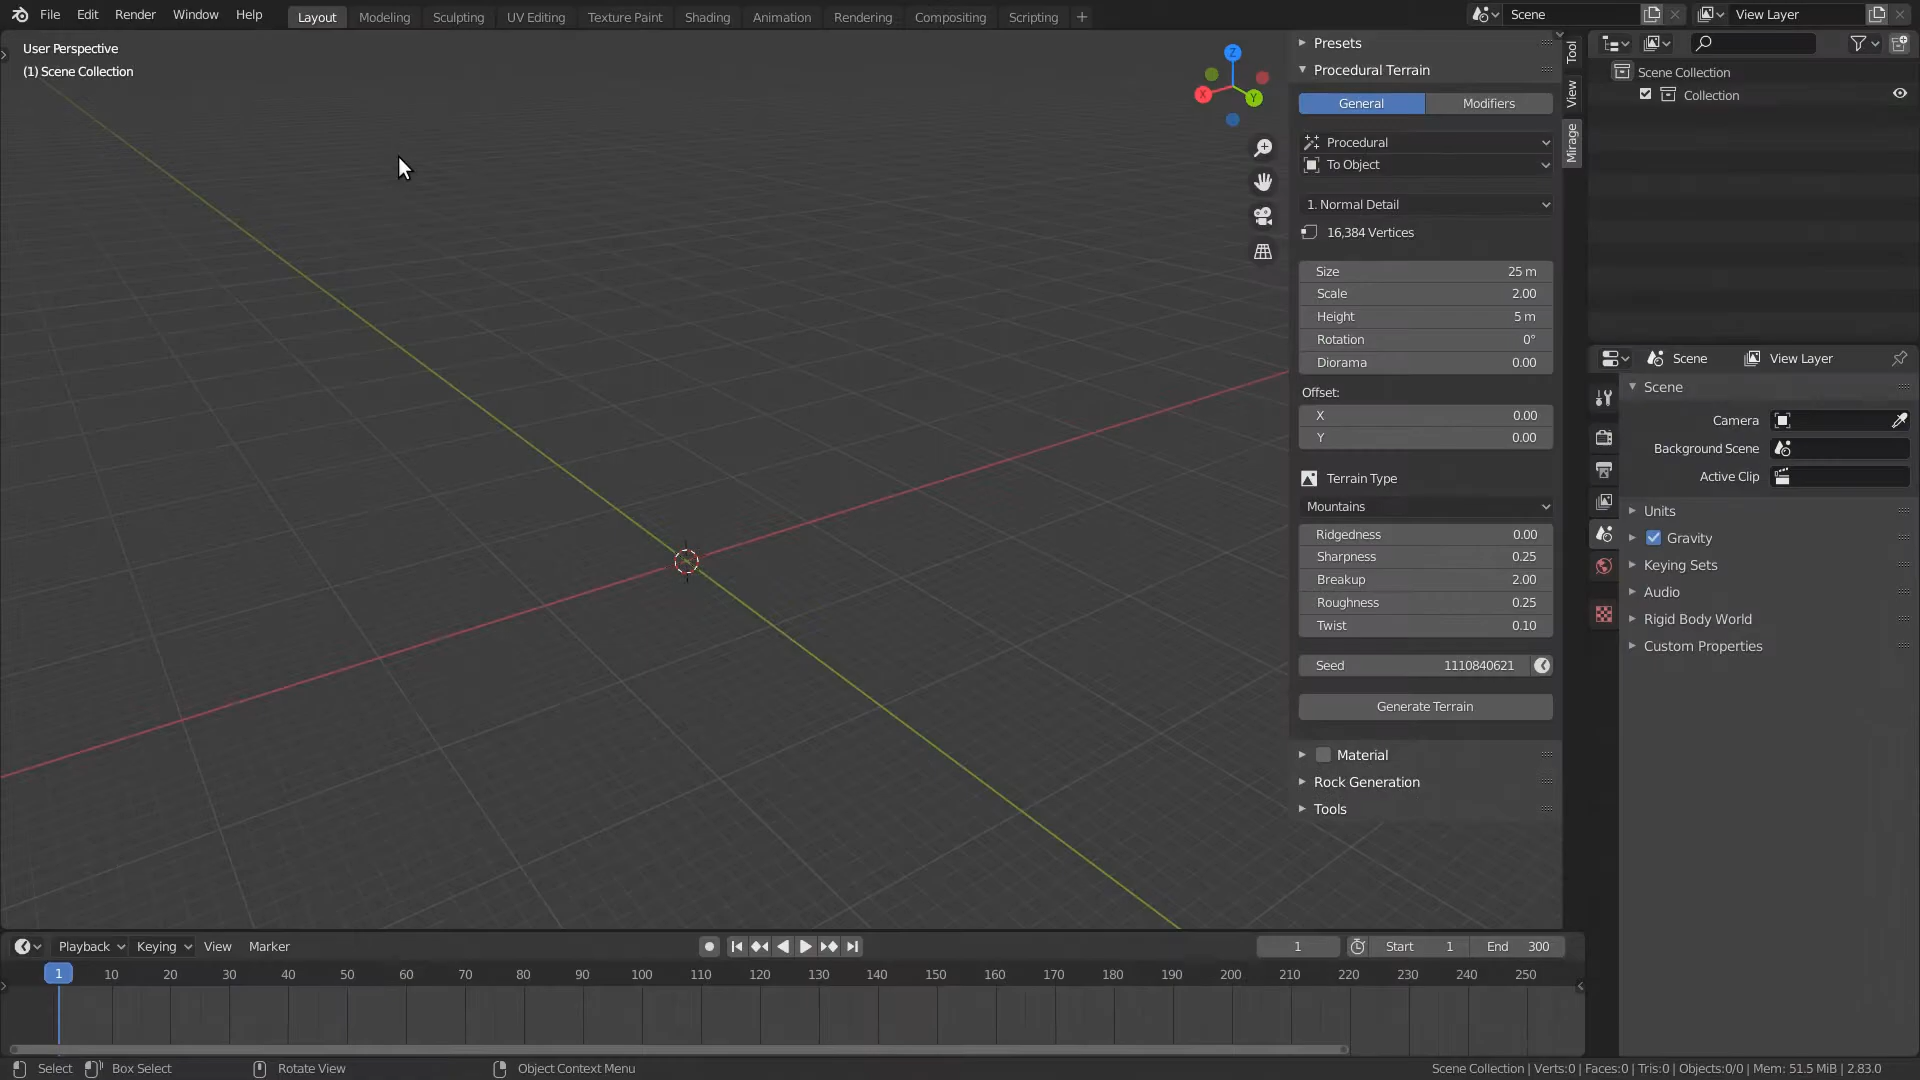 File Edit Render Window Help Layout Modeling Sculpting UV Editing Texture Paint Shading Animation Rendering Compositing Scripting + Scene View Layer
User Perspective
(1) Scene Collection
Z
X
Y
Presets
Procedural Terrain
General Modifiers
Procedural
To Object
1. Normal Detail
16,384 Vertices
Size 25 m
Scale 2.00
Height 5 m
Rotation 0°
Diorama 0.00
Offset:
X 0.00
Y 0.00
Terrain Type
Mountains
Ridgedness 0.00
Sharpness 0.25
Breakup 2.00
Roughness 0.25
Twist 0.10
Seed 1110840621
Generate Terrain
Material
Rock Generation
Tools
Tool
View
Mirage
Scene Collection
Collection
Scene View Layer
Scene
Camera
Background Scene
Active Clip
Units
Gravity
Keying Sets
Audio
Rigid Body World
Custom Properties
Playback Keying View Marker 1 Start 1 End 300
1 10 20 30 40 50 60 70 80 90 100 110 120 130 140 150 160 170 180 190 200 210 220 230 240 250
Select Box Select Rotate View Object Context Menu Scene Collection | Verts:0 | Faces:0 | Tris:0 | Objects:0/0 | Mem: 51.5 MiB | 2.83.0